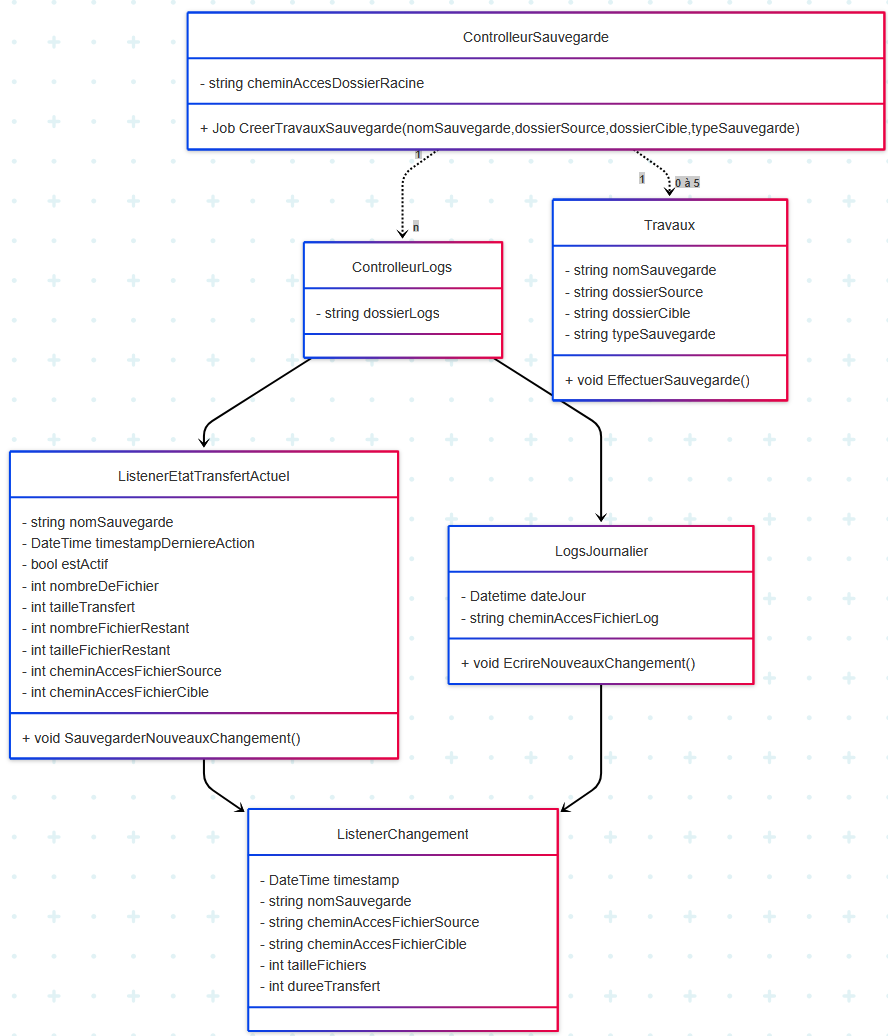 ControlleurSauvegarde
- string cheminAccesDossierRacine
+ Job CreerTravauxSauvegarde(nomSauvegarde,dossierSource,dossierCible,typeSauvegarde)
1
1
0 à 5
n
Travaux
- string nomSauvegarde
- string dossierSource
- string dossierCible
- string typeSauvegarde
+ void EffectuerSauvegarde()
ControlleurLogs
- string dossierLogs
ListenerEtatTransfertActuel
- string nomSauvegarde
- DateTime timestampDerniereAction
- bool estActif
- int nombreDeFichier
- int tailleTransfert
- int nombreFichierRestant
- int tailleFichierRestant
- int cheminAccesFichierSource
- int cheminAccesFichierCible
+ void SauvegarderNouveauxChangement()
LogsJournalier
- Datetime dateJour
- string cheminAccesFichierLog
+ void EcrireNouveauxChangement()
ListenerChangement
- DateTime timestamp
- string nomSauvegarde
- string cheminAccesFichierSource
- string cheminAccesFichierCible
- int tailleFichiers
- int dureeTransfert